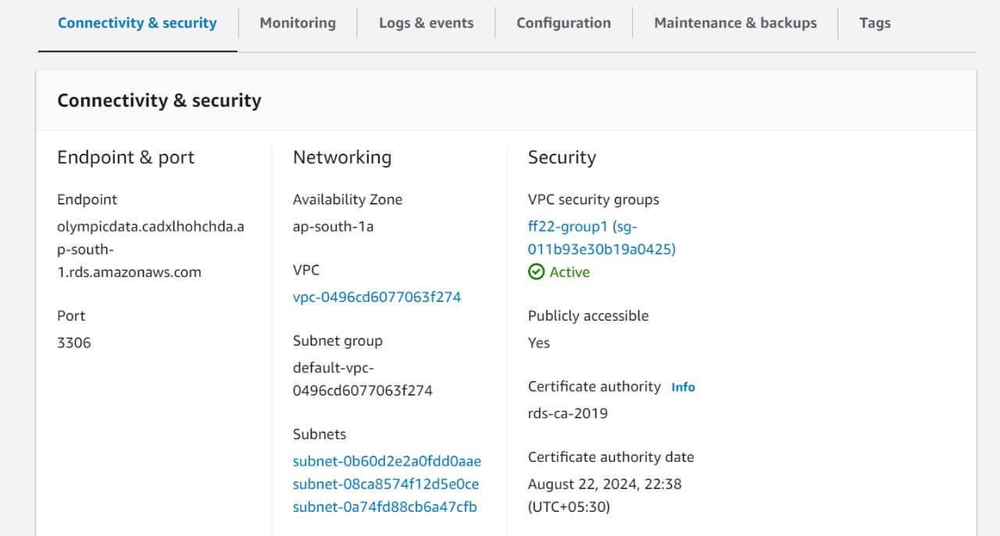 Connectivity & security
Monitoring
Logs & events
Configuration
Maintenance & backups
Tags
Connectivity & security
Endpoint & port
Endpoint
olympicdata.cadxlhohchda.a
p-south-
1.rds.amazonaws.com
Port
3306
Networking
Availability Zone
ap-south-1a
VPC
vpc-0496cd6077063f274
Subnet group
default-vpc-
0496cd6077063f274
Subnets
subnet-0b60d2e2a0fdd0aae
subnet-08ca8574f12d5e0ce
subnet-0a74fd88cb6a47cfb
Security
VPC security groups
ff22-group1 (sg-
011b93e30b19a0425)
Active
Publicly accessible
Yes
Certificate authority Info
rds-ca-2019
Certificate authority date
August 22, 2024, 22:38
(UTC+05:30)